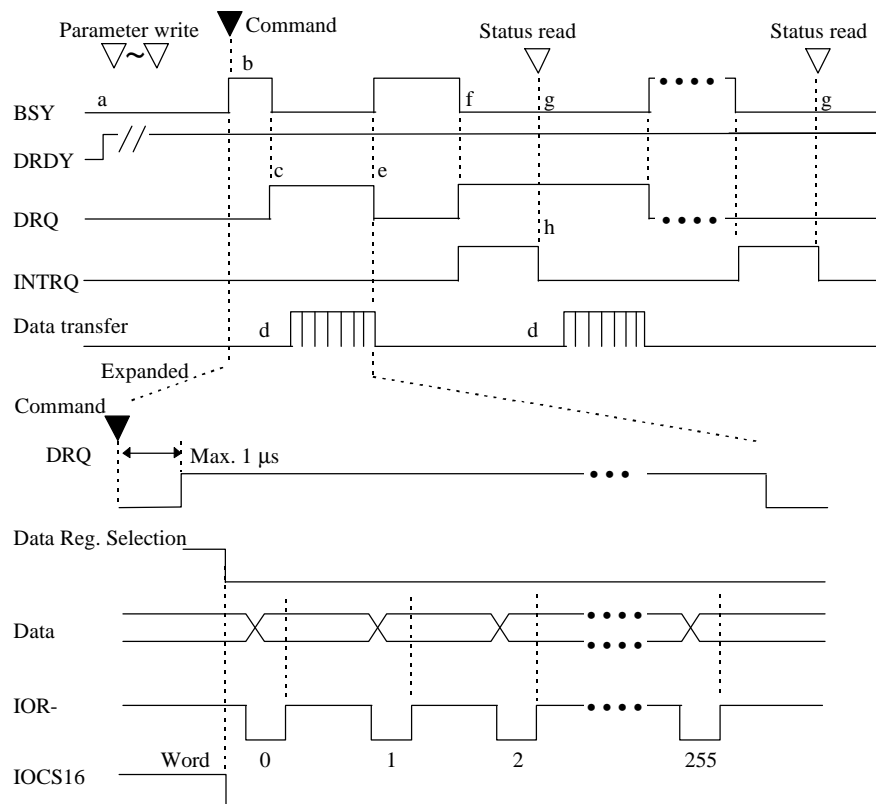 Parameter write
Command
Status read
Status read
b
a
f
g
g
BSY
DRDY
c
e
DRQ
h
INTRQ
Data transfer
d
d
Expanded
Command
DRQ
Max. 1 μs
Data Reg. Selection
Data
IOR-
Word
0
1
2
255
IOCS16